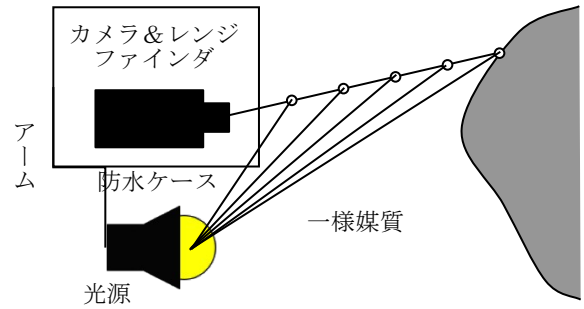 カメラ＆レンジ
ファインダ
アーム
防水ケース
一様媒質
光源